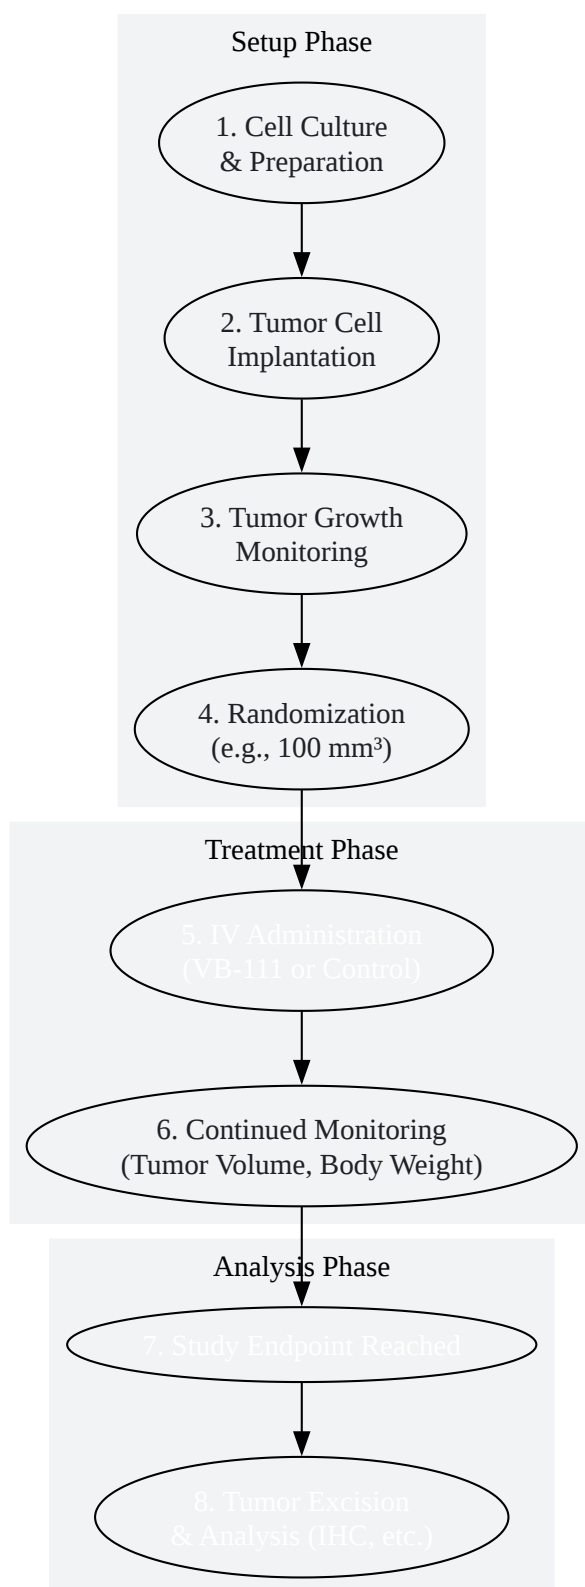 Setup Phase
1. Cell Culture
& Preparation
2. Tumor Cell
Implantation
3. Tumor Growth
Monitoring
4. Randomization
(e.g., 100 mm³)
Treatment Phase
5. IV Administration
(VB-111 or Control)
6. Continued Monitoring
(Tumor Volume, Body Weight)
Analysis Phase
7. Study Endpoint Reached
8. Tumor Excision
& Analysis (IHC, etc.)